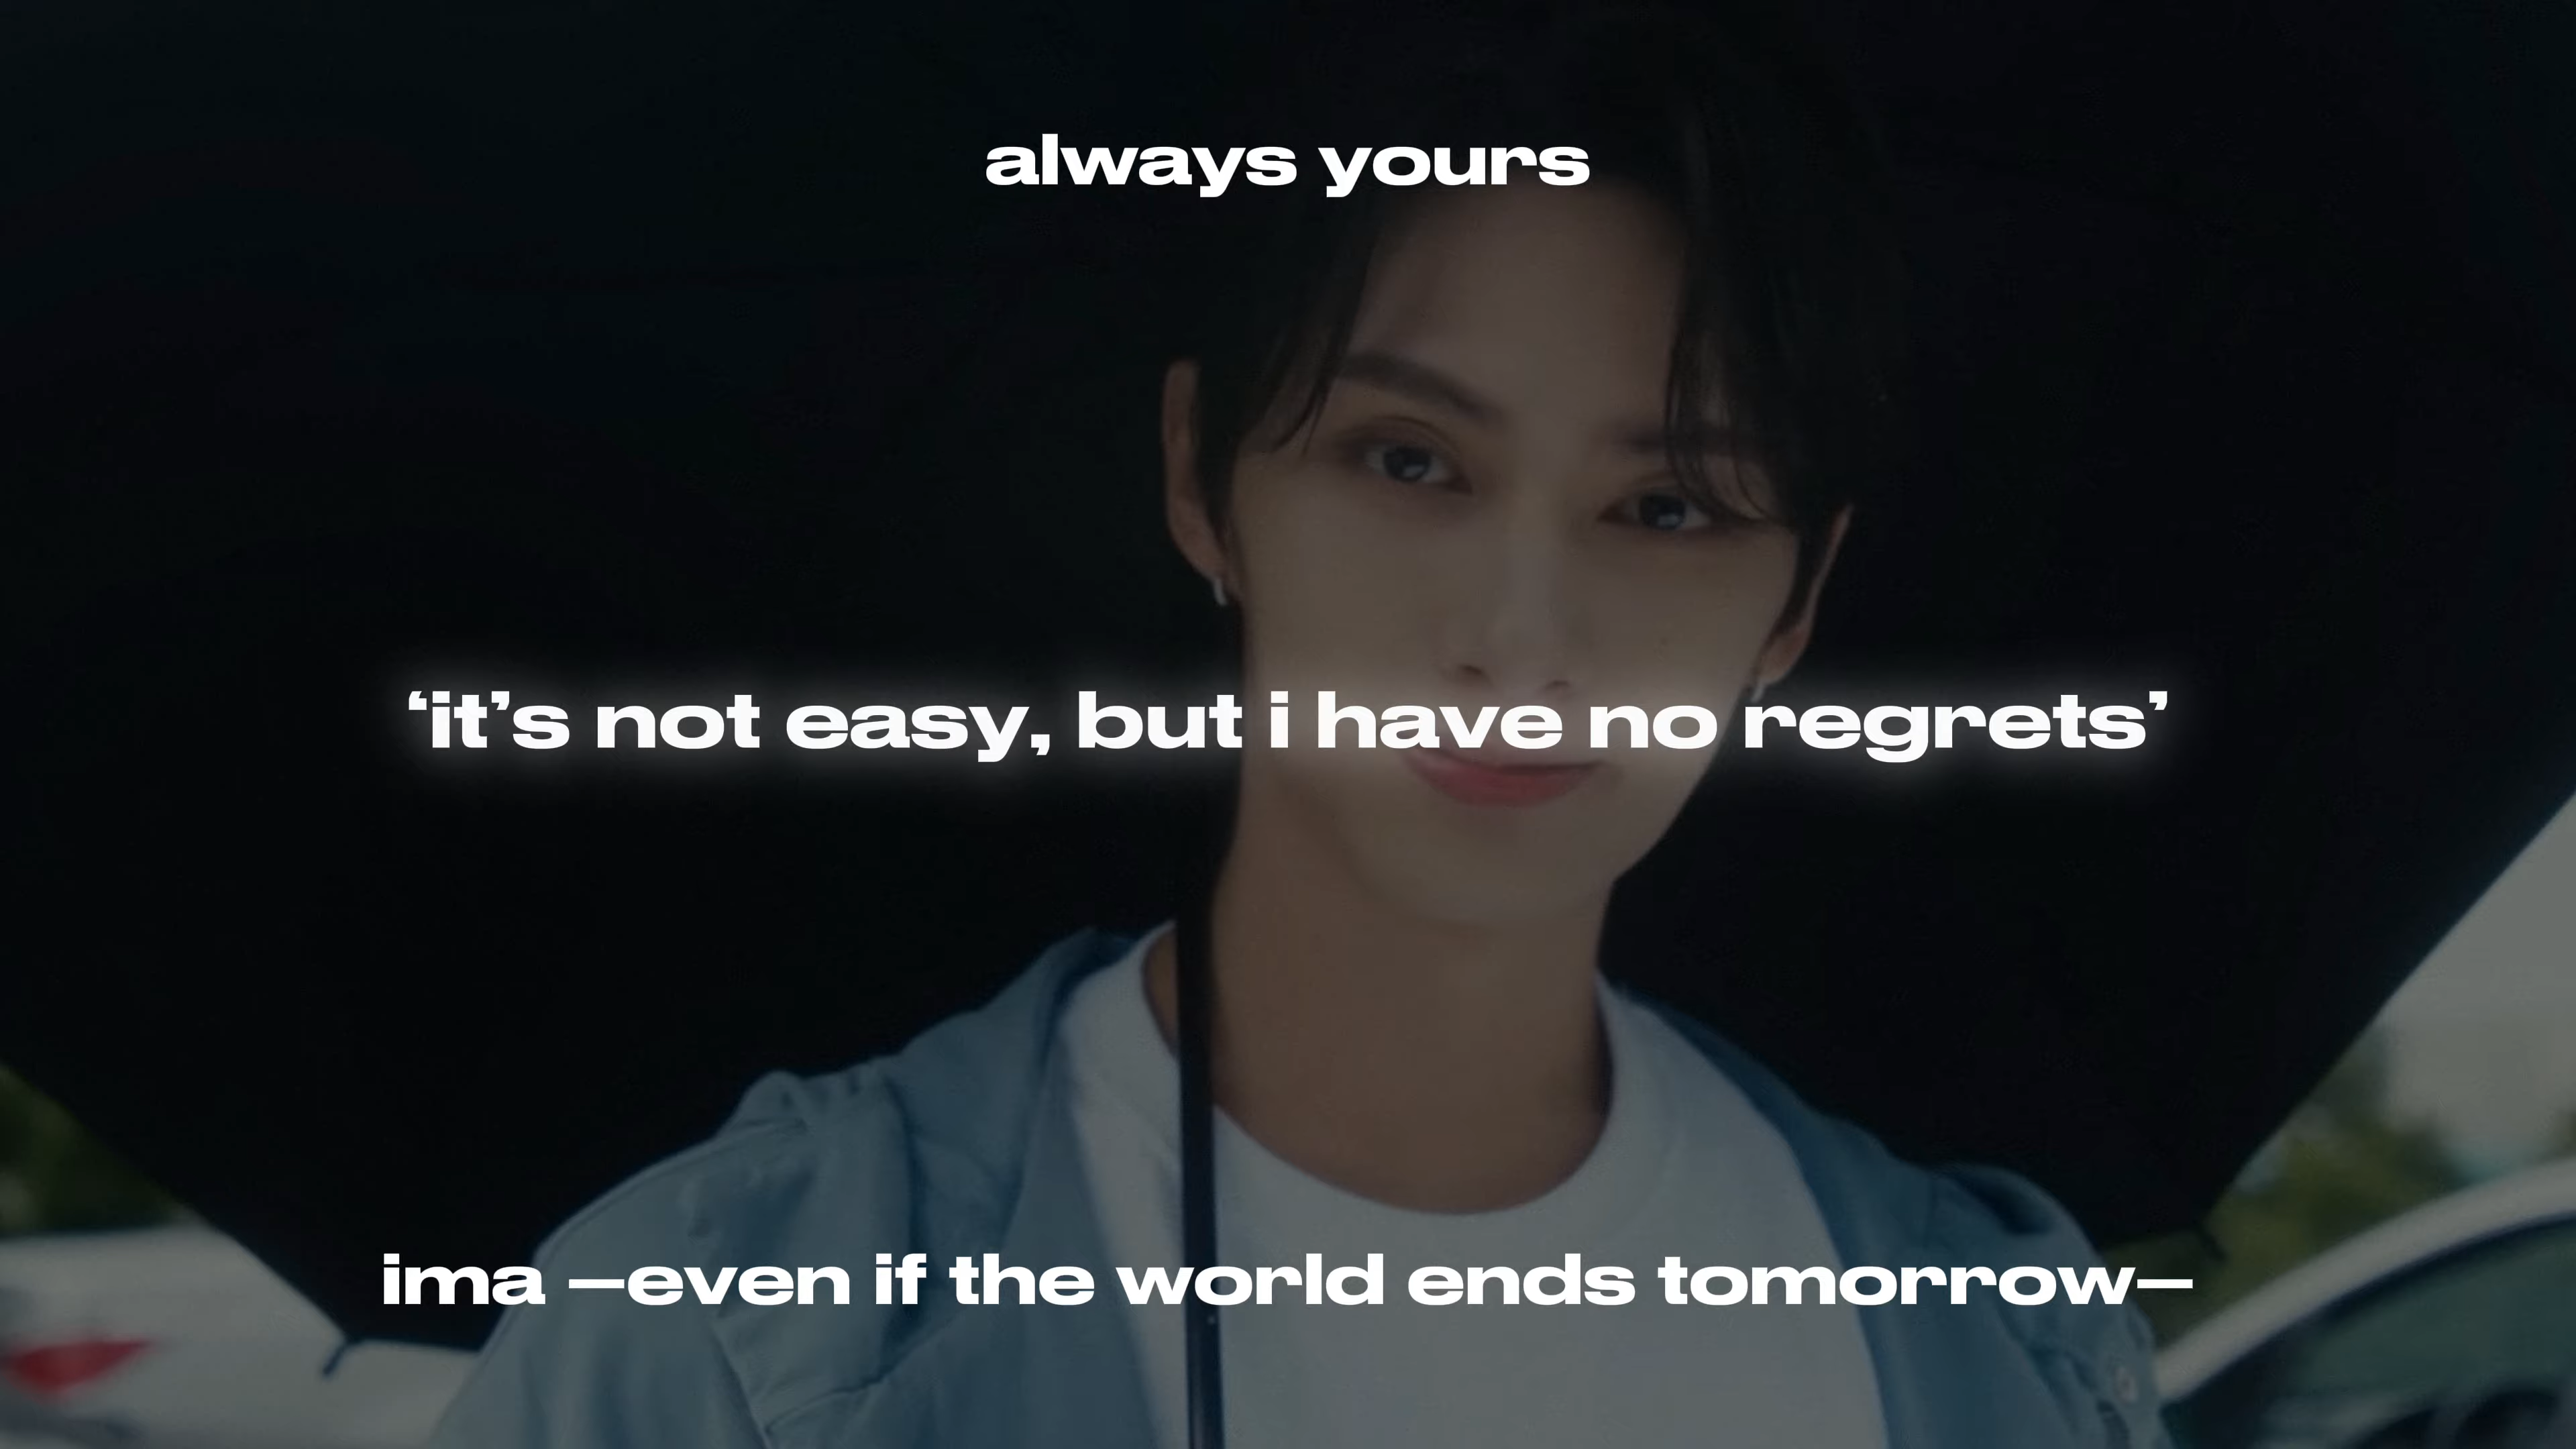 always yours
‘it’s not easy, but i have no regrets’
ima —even if the world ends tomorrow—